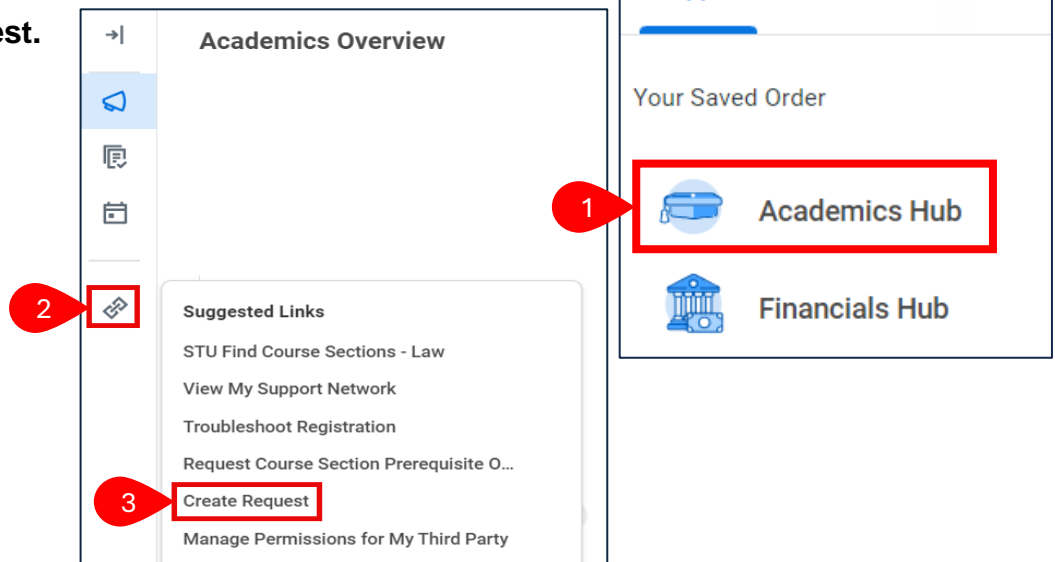 est.
Academics Overview
2
Suggested Links
STU Find Course Sections - Law
View My Support Network
Troubleshoot Registration
Request Course Section Prerequisite O...
3
Create Request
Manage Permissions for My Third Party
Your Saved Order
1
Academics Hub
Financials Hub